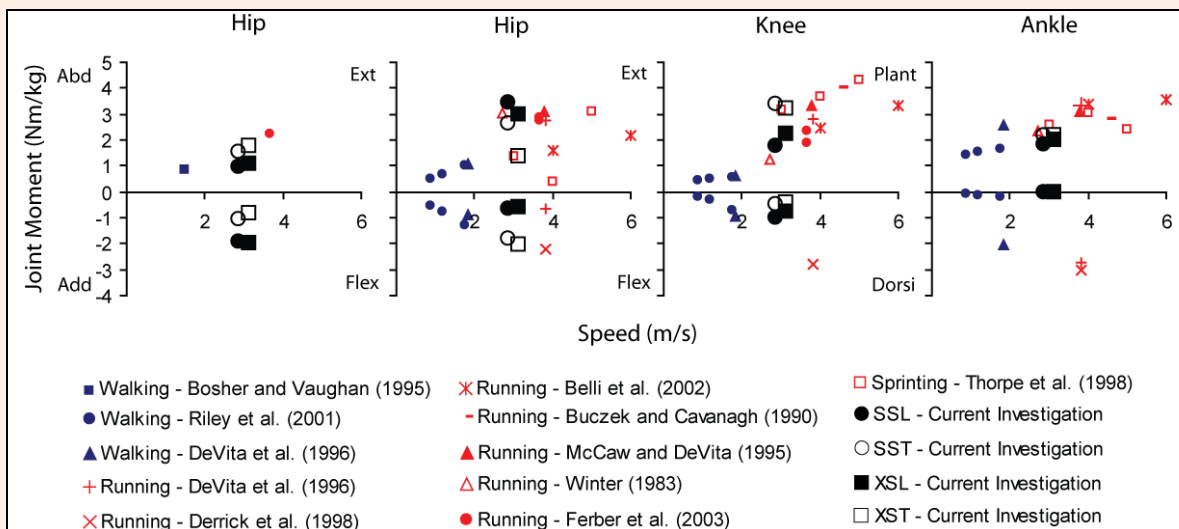 Hip Hip Knee Ankle
Joint Moment (Nm/kg)
Abd Ext Ext Plant
5
4
3
2
1
0
-1
-2
-3
-4
2 4 6 2 4 6 2 4 6 2 4 6
Add Flex Flex Dorsi
Speed (m/s)
Walking - Bosher and Vaughan (1995)
Walking - Riley et al. (2001)
Walking - DeVita et al. (1996)
Running - DeVita et al. (1996)
Running - Derrick et al. (1998)
Running - Belli et al. (2002)
Running - Buczek and Cavanagh (1990)
Running - McCaw and DeVita (1995)
Running - Winter (1983)
Running - Ferber et al. (2003)
Sprinting - Thorpe et al. (1998)
SSL - Current Investigation
SST - Current Investigation
XSL - Current Investigation
XST - Current Investigation